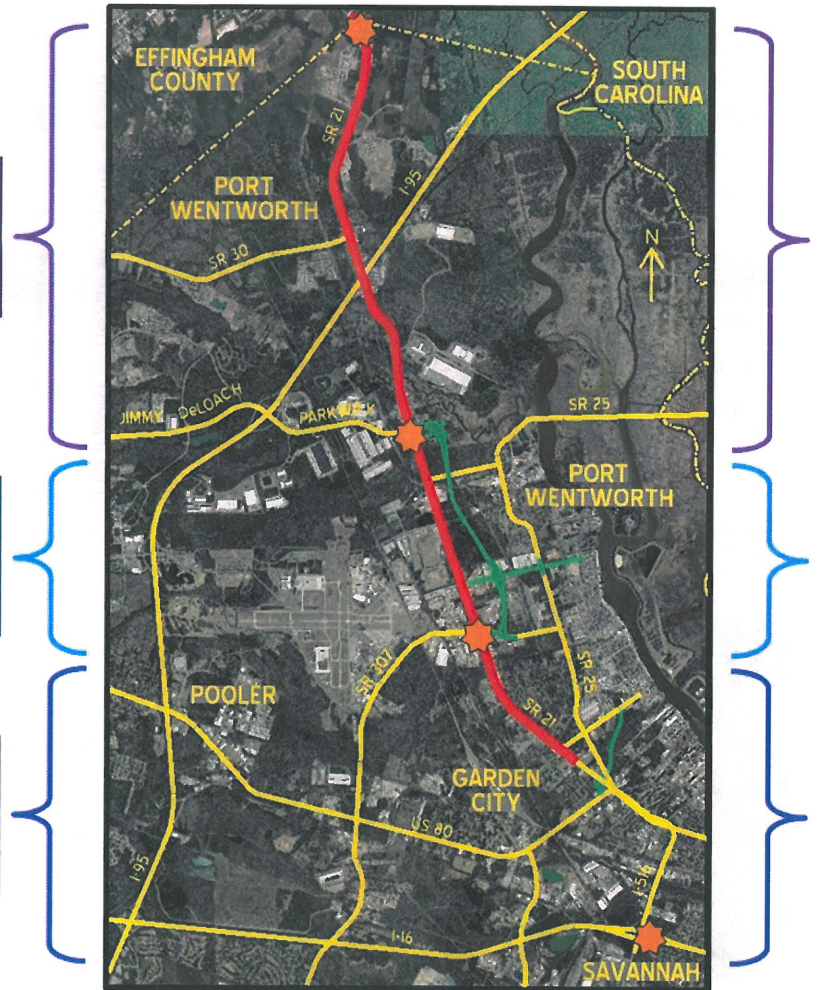 EFFINGHAM
COUNTY
SOUTH
CAROLINA
SR 21
I-95
PORT
WENTWORTH
N
SR 30
JIMMY DeLOACH PARKWAY
SR 25
PORT
WENTWORTH
SR 307
SR 25
POOLER
SR 21
GARDEN
CITY
US 80
I-95
I-516
I-16
SAVANNAH